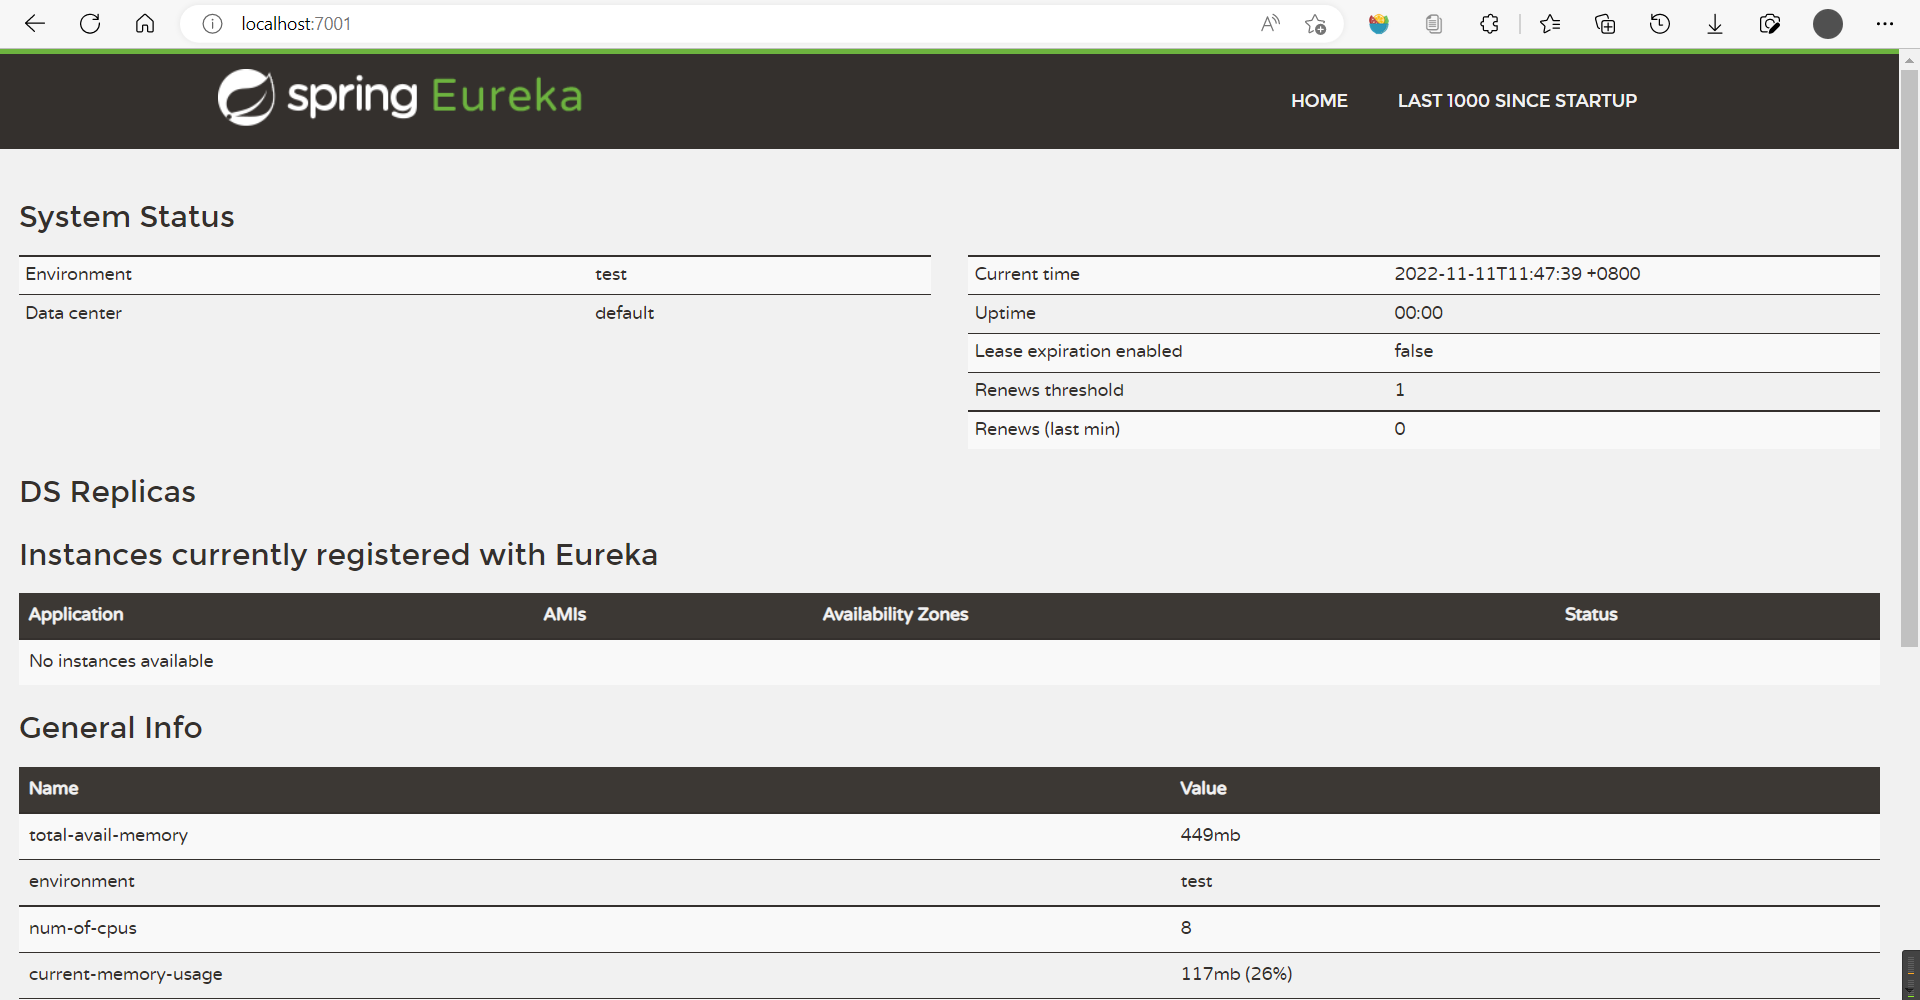 localhost:7001
spring Eureka
HOME LAST 1000 SINCE STARTUP
System Status
Environment test
Data center default
Current time 2022-11-11T11:47:39 +0800
Uptime 00:00
Lease expiration enabled false
Renews threshold 1
Renews (last min) 0
DS Replicas
Instances currently registered with Eureka
Application AMIs Availability Zones Status
No instances available
General Info
Name Value
total-avail-memory 449mb
environment test
num-of-cpus 8
current-memory-usage 117mb (26%)